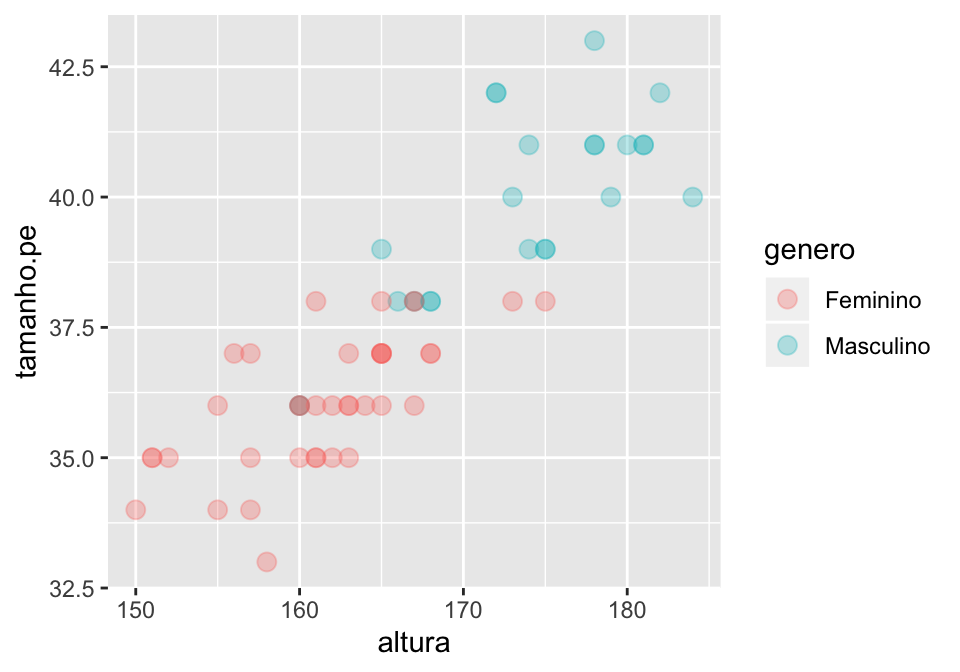 tamanho.pe
42.5
40.0
37.5
35.0
32.5
150 160 170 180
altura
genero
Feminino
Masculino